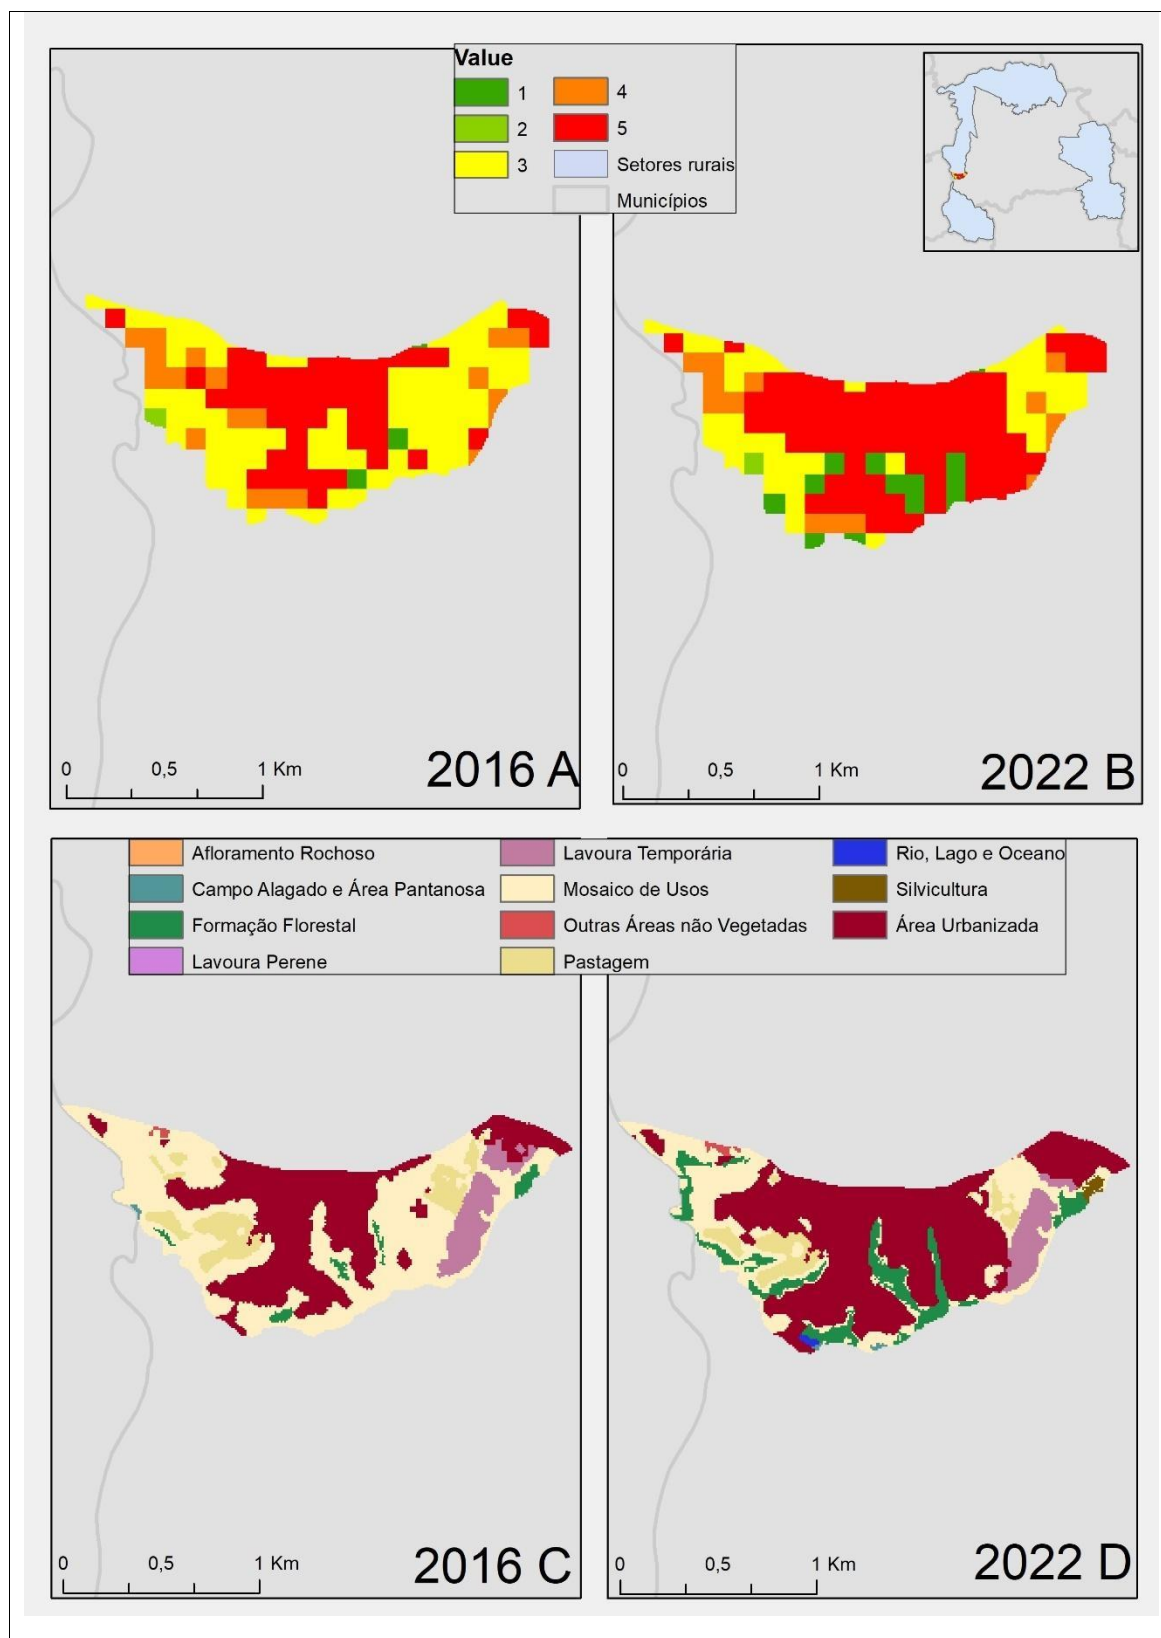 Value
1 4
2 5
3 Setores rurais
Municípios
0 0,5 1 Km
2016 A
0 0,5 1 Km
2022 B
Afloramento Rochoso Lavoura Temporária Rio, Lago e Oceano
Campo Alagado e Área Pantanosa Mosaico de Usos Silvicultura
Formação Florestal Outras Áreas não Vegetadas Área Urbanizada
Lavoura Perene Pastagem
0 0,5 1 Km
2016 C
0 0,5 1 Km
2022 D